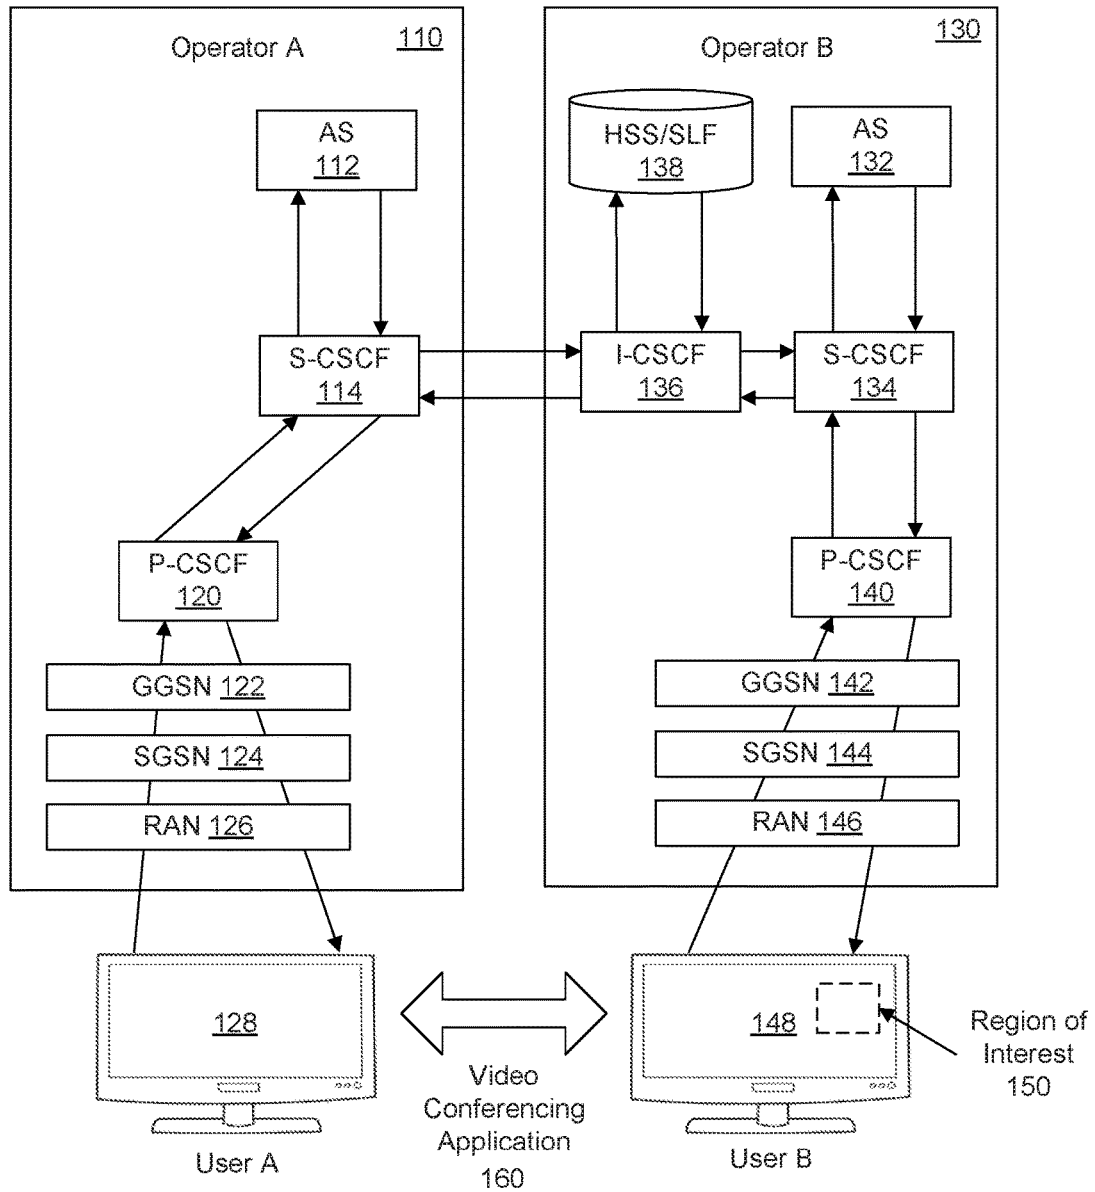 Operator A
110
AS
112
S-CSCF
114
P-CSCF
120
GGSN 122
SGSN 124
RAN 126
128
User A
Operator B
130
HSS/SLF
138
AS
132
I-CSCF
136
S-CSCF
134
P-CSCF
140
GGSN 142
SGSN 144
RAN 146
148
User B
Region of
Interest
150
Video
Conferencing
Application
160